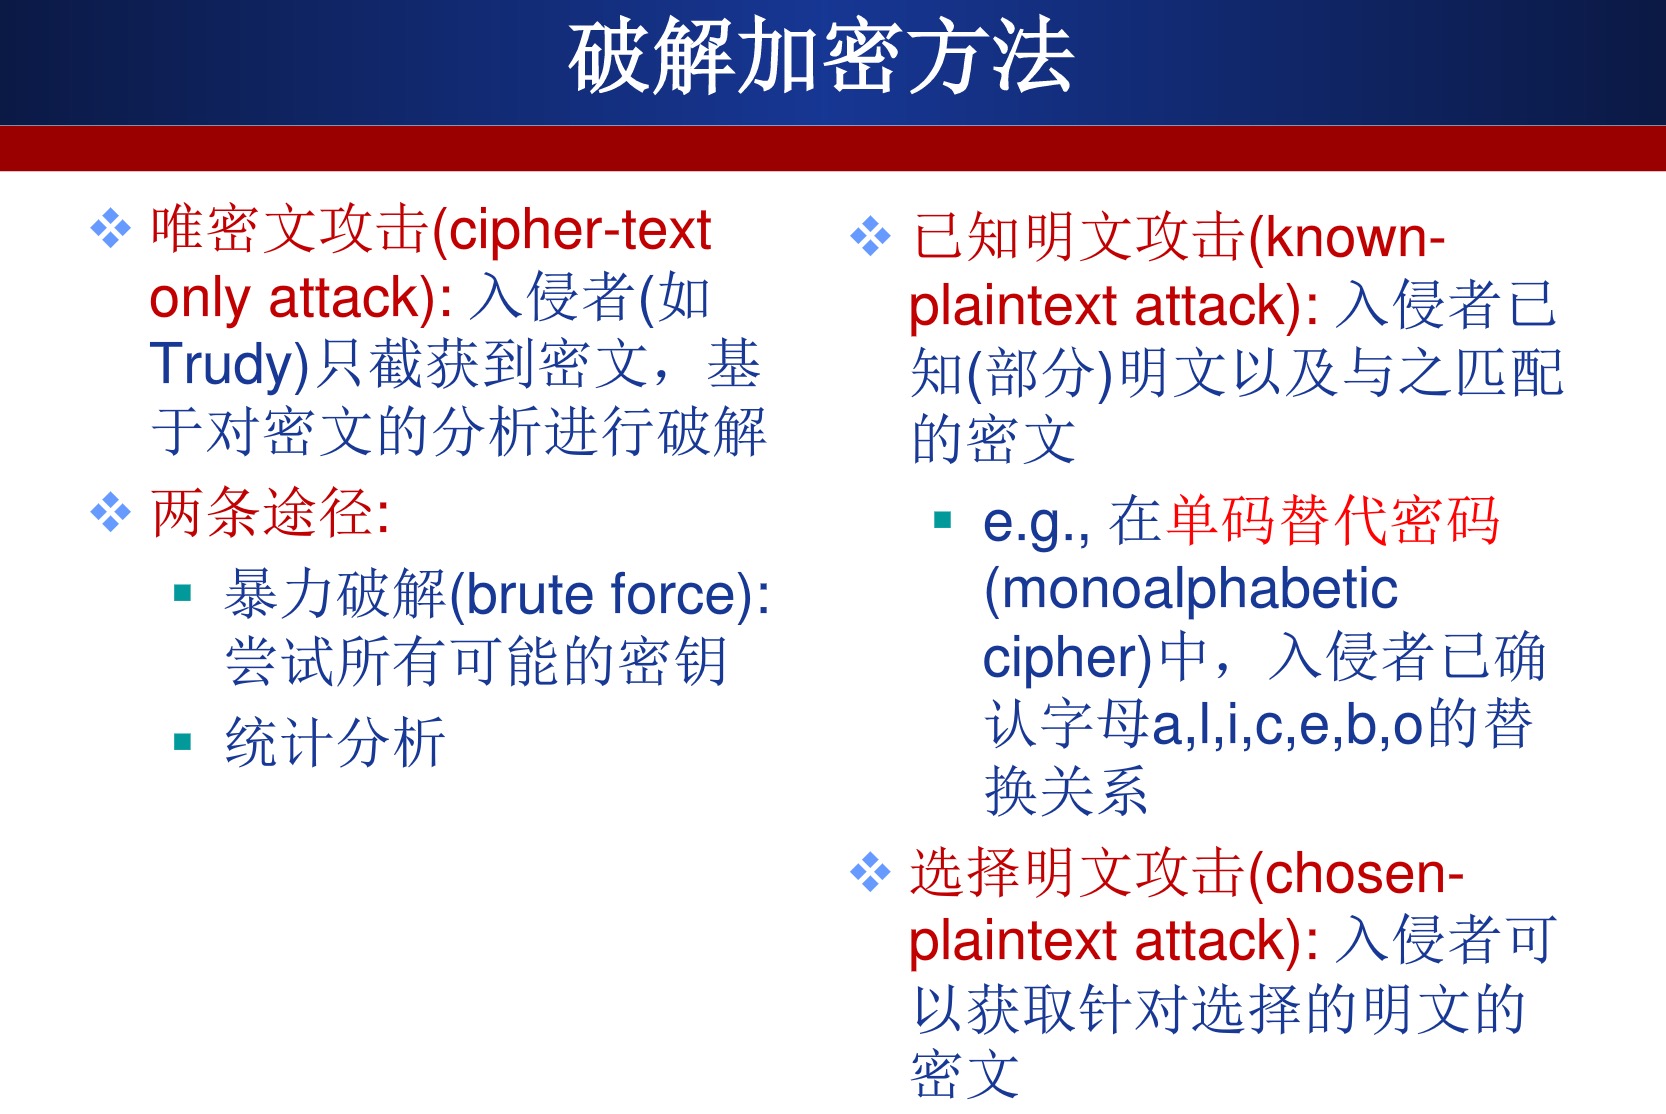 破解加密方法
唯密文攻击(cipher-text
only attack): 入侵者(如
Trudy)只截获到密文，基
于对密文的分析进行破解
两条途径:
暴力破解(brute force):
尝试所有可能的密钥
统计分析
已知明文攻击(known-
plaintext attack): 入侵者已
知(部分)明文以及与之匹配
的密文
e.g., 在单码替代密码
(monoalphabetic
cipher)中，入侵者已确
认字母a,l,i,c,e,b,o的替
换关系
选择明文攻击(chosen-
plaintext attack): 入侵者可
以获取针对选择的明文的
密文